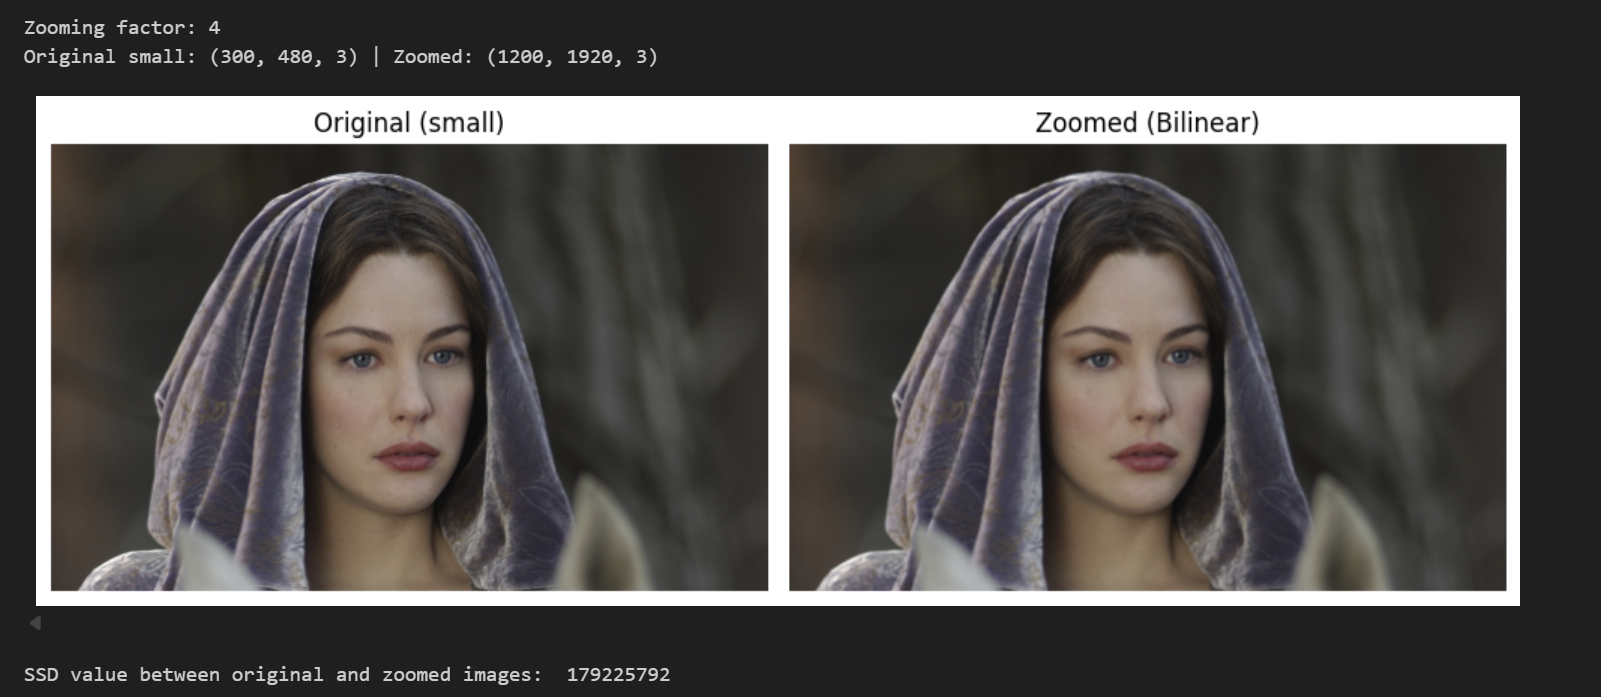 Zooming factor: 4
Original small: (300, 480, 3) | Zoomed: (1200, 1920, 3)
Original (small)
Zoomed (Bilinear)
SSD value between original and zoomed images:  179225792